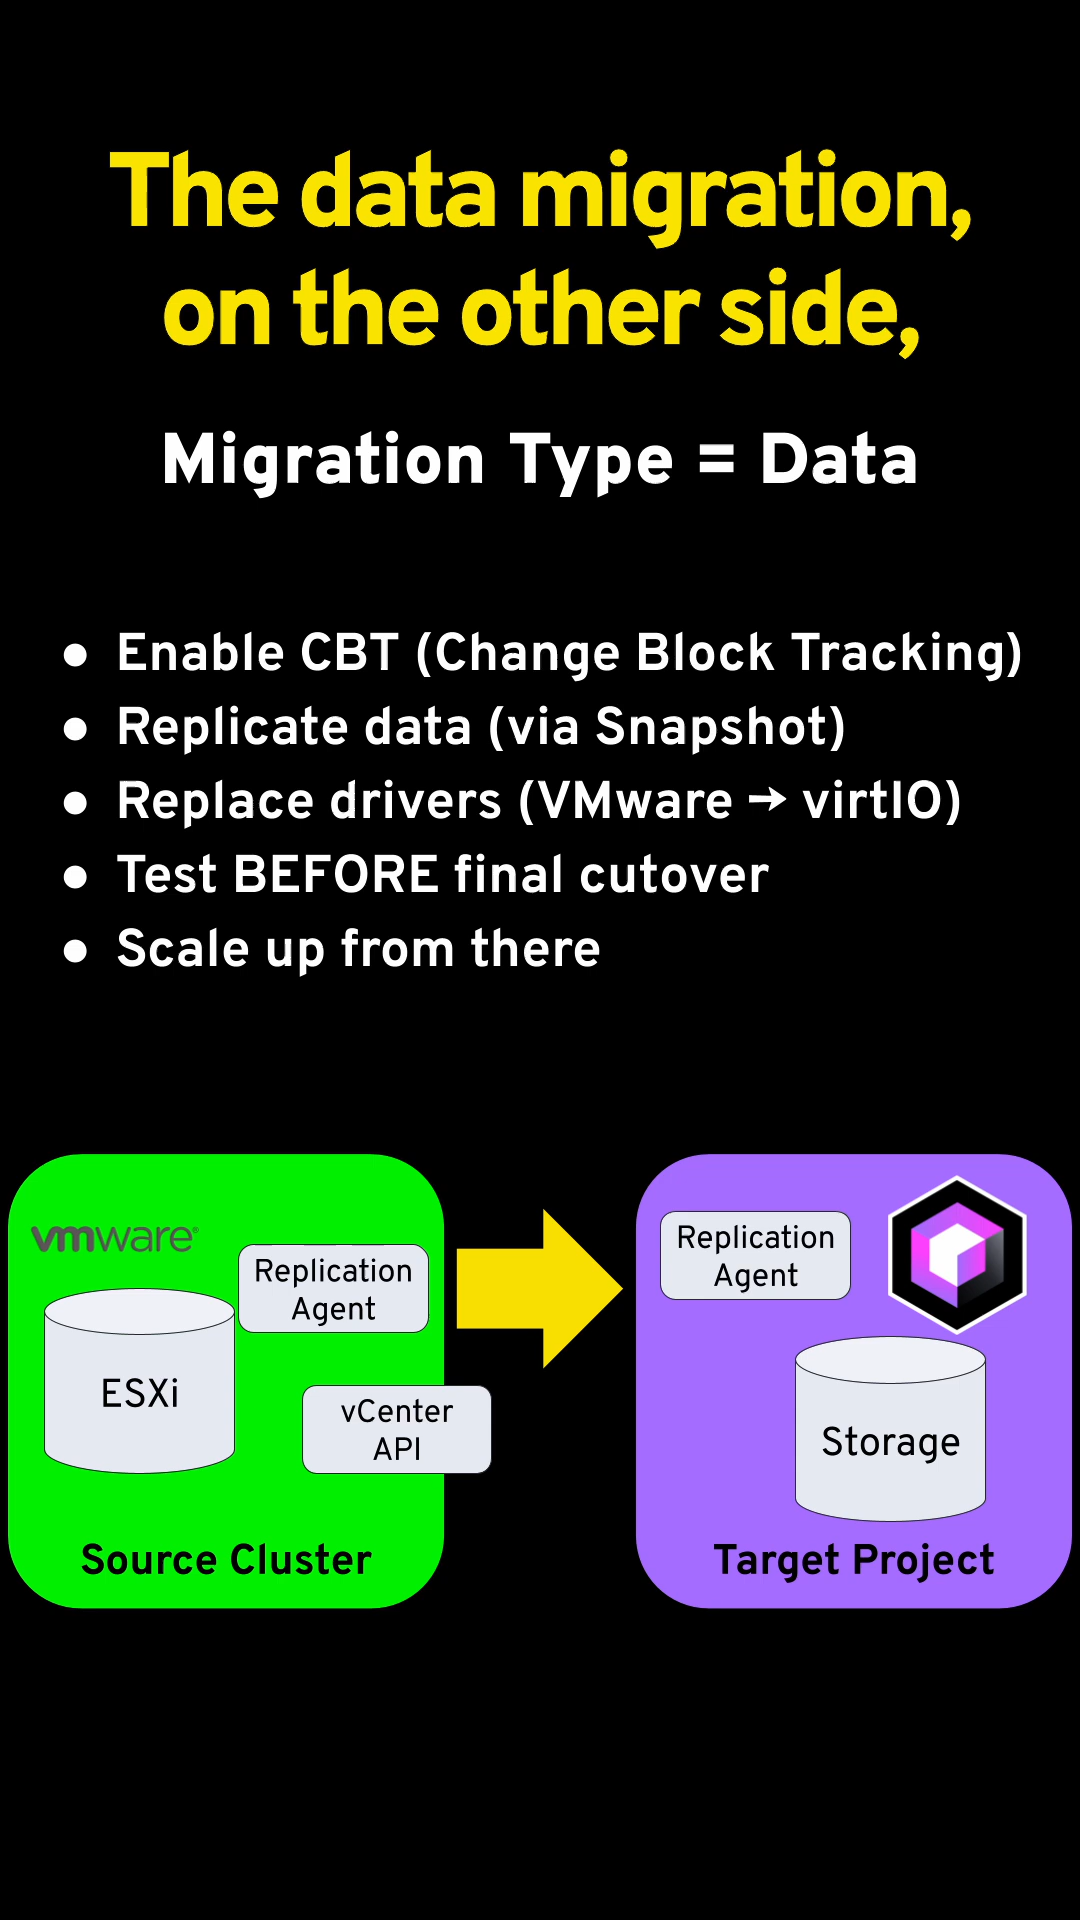 The data migration,
on the other side,
Migration Type = Data
● Enable CBT (Change Block Tracking)
● Replicate data (via Snapshot)
● Replace drivers (VMware → virtIO)
● Test BEFORE final cutover
● Scale up from there
vmware®
Replication
Agent
ESXi
vCenter
API
Source Cluster
Replication
Agent
Storage
Target Project